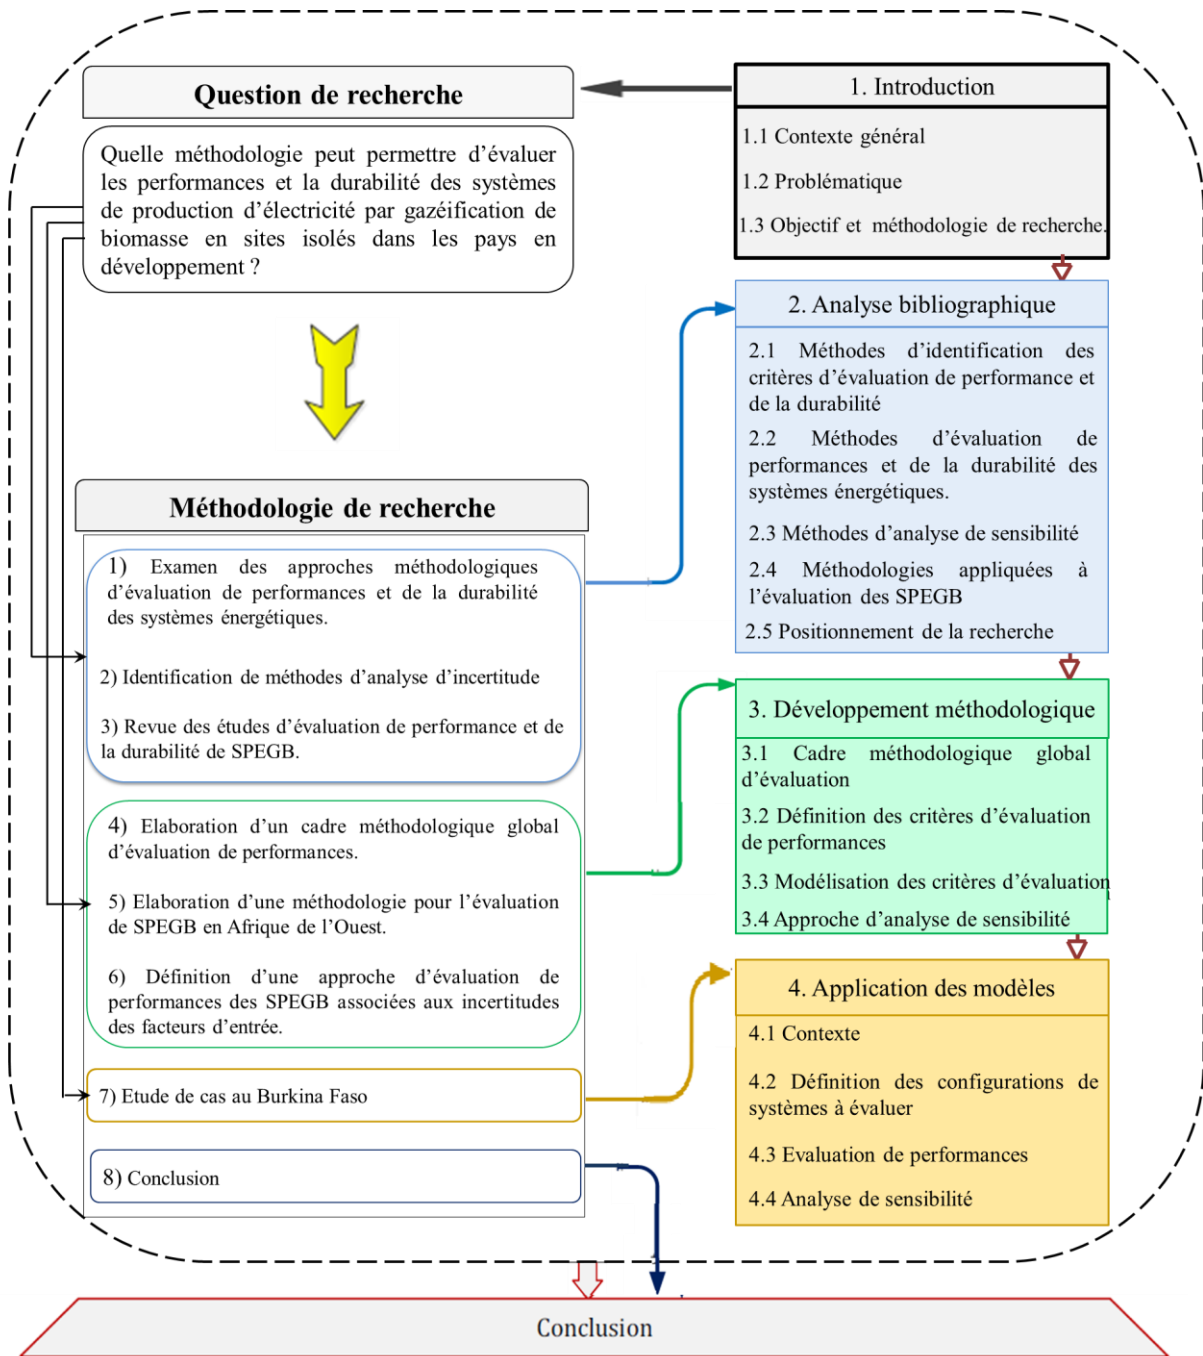 Question de recherche
Quelle méthodologie peut permettre d'évaluer
les performances et la durabilité des systèmes
de production d'électricité par gazéification de
biomasse en sites isolés dans les pays en
développement ?
Méthodologie de recherche
1) Examen des approches méthodologiques
d'évaluation de performances et de la durabilité
des systèmes énergétiques.
2) Identification de méthodes d'analyse d'incertitude
3) Revue des études d'évaluation de performance et de
la durabilité de SPEGB.
4) Elaboration d'un cadre méthodologique global
d'évaluation de performances.
5) Elaboration d'une méthodologie pour l'évaluation
de SPEGB en Afrique de l'Ouest.
6) Définition d'une approche d'évaluation de
performances des SPEGB associées aux incertitudes
des facteurs d'entrée.
7) Etude de cas au Burkina Faso
8) Conclusion
1. Introduction
1.1 Contexte général
1.2 Problématique
1.3 Objectif et méthodologie de recherche.
2. Analyse bibliographique
2.1 Méthodes d'identification des
critères d'évaluation de performance et
de la durabilité
2.2 Méthodes d'évaluation de
performances et de la durabilité des
systèmes énergétiques.
2.3 Méthodes d'analyse de sensibilité
2.4 Méthodologies appliquées à
l'évaluation des SPEGB
2.5 Positionnement de la recherche
3. Développement méthodologique
3.1 Cadre méthodologique global
d'évaluation
3.2 Définition des critères d'évaluation
de performances
3.3 Modélisation des critères d'évaluation
3.4 Approche d'analyse de sensibilité
4. Application des modèles
4.1 Contexte
4.2 Définition des configurations de
systèmes à évaluer
4.3 Evaluation de performances
4.4 Analyse de sensibilité
Conclusion